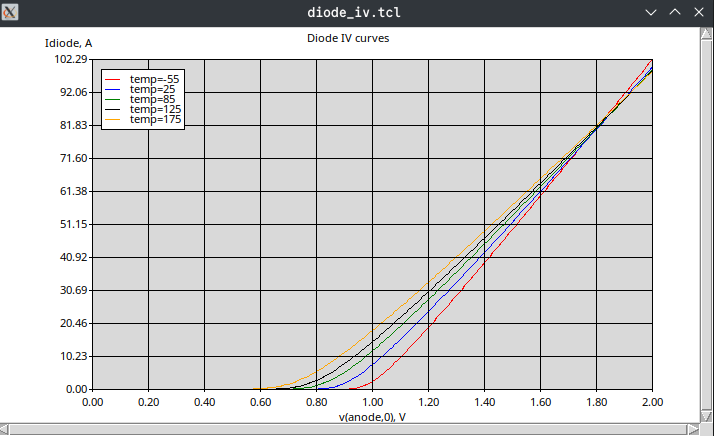 diode_iv.tcl
Diode IV curves
Idiode, A
102.29
92.06
81.83
71.60
61.38
51.15
40.92
30.69
20.46
10.23
0.00
temp=-55
temp=25
temp=85
temp=125
temp=175
0.00 0.20 0.40 0.60 0.80 1.00 1.20 1.40 1.60 1.80 2.00
v(anode,0), V